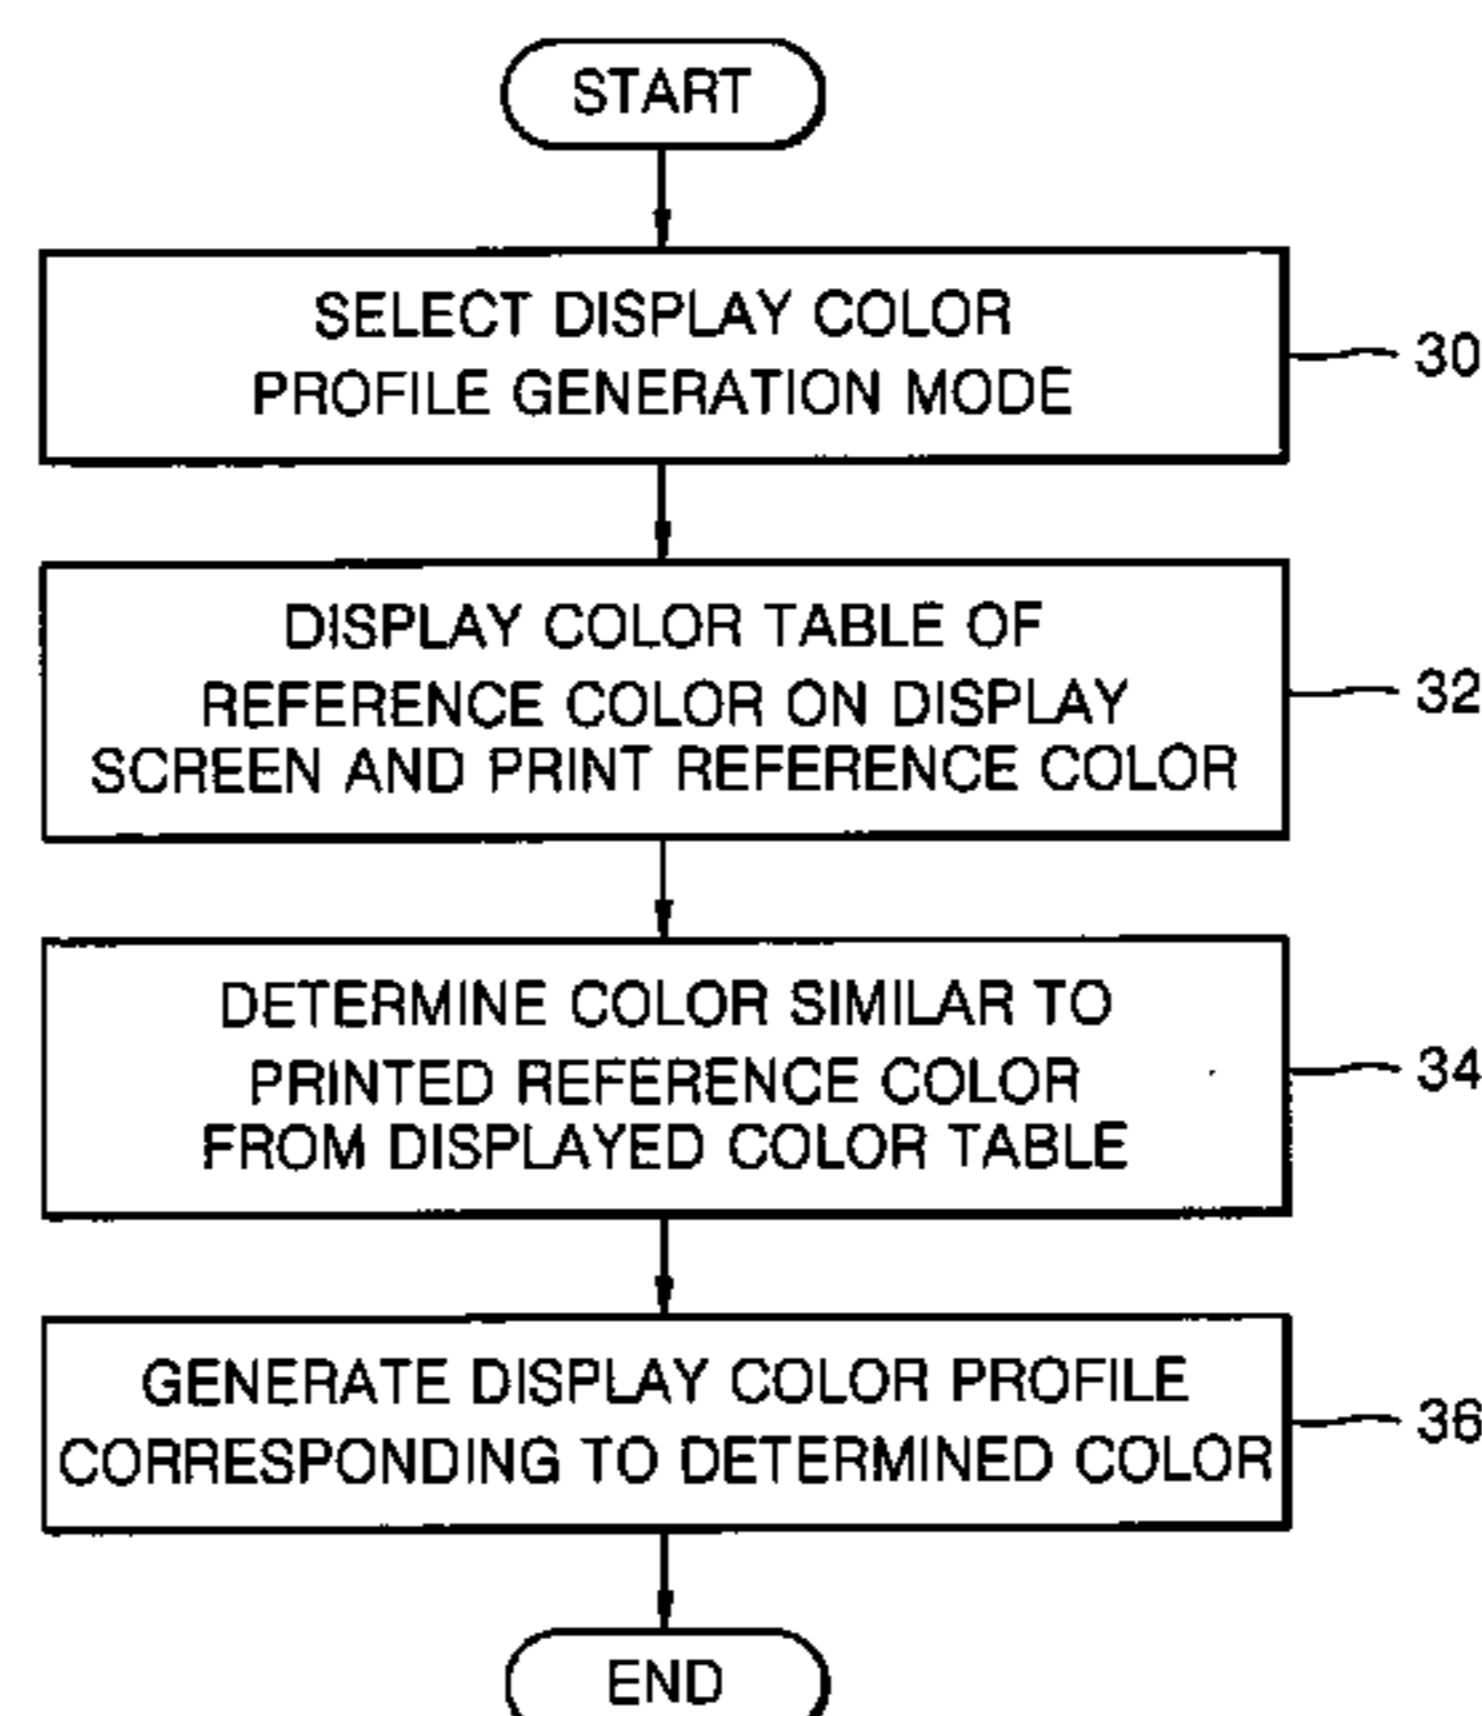 START
SELECT DISPLAY COLOR
PROFILE GENERATION MODE
30
DISPLAY COLOR TABLE OF
REFERENCE COLOR ON DISPLAY
SCREEN AND PRINT REFERENCE COLOR
32
DETERMINE COLOR SIMILAR TO
PRINTED REFERENCE COLOR
FROM DISPLAYED COLOR TABLE
34
GENERATE DISPLAY COLOR PROFILE
CORRESPONDING TO DETERMINED COLOR
36
END